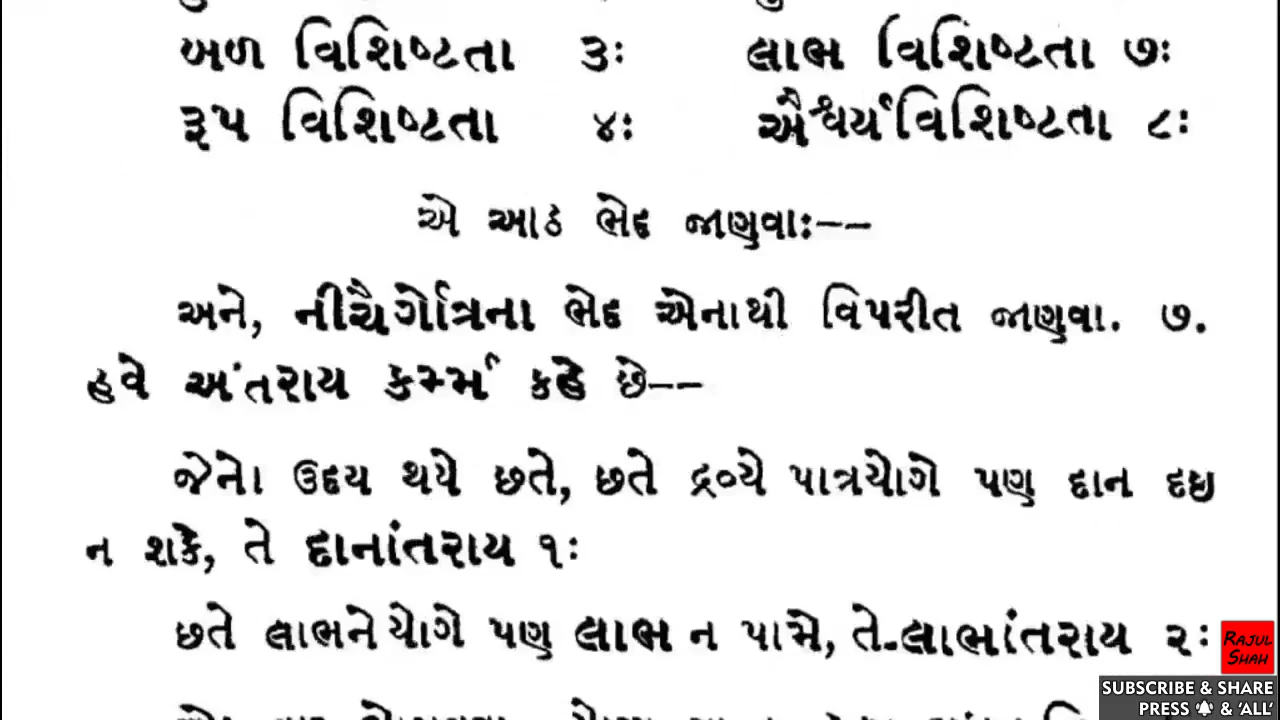 બળ વિશિષ્ટતા ૩: લાભ વિશિષ્ટતા ૭:
રૂપ વિશિષ્ટતા ૪: ઐશ્વર્યવિશિષ્ટતા ૮:
એ આઠ ભેદ જાણુવા:--
અને, નીચૈર્ગોત્રના ભેદ એનાથી વિપરીત જાણુવા. ૭.
હવે અંતરાય કર્મ્મ કહે છે--
જેનો ઉદય થયે છતે, છતે દ્રવ્યે પાત્રયોગે પણ દાન દઇ
ન શકે, તે દાનાંતરાય ૧:
છતે લાભને યોગે પણ લાભ ન પામે, તે-લાભાંતરાય ૨:
RAJUL
SHAH
SUBSCRIBE & SHARE
PRESS & 'ALL'